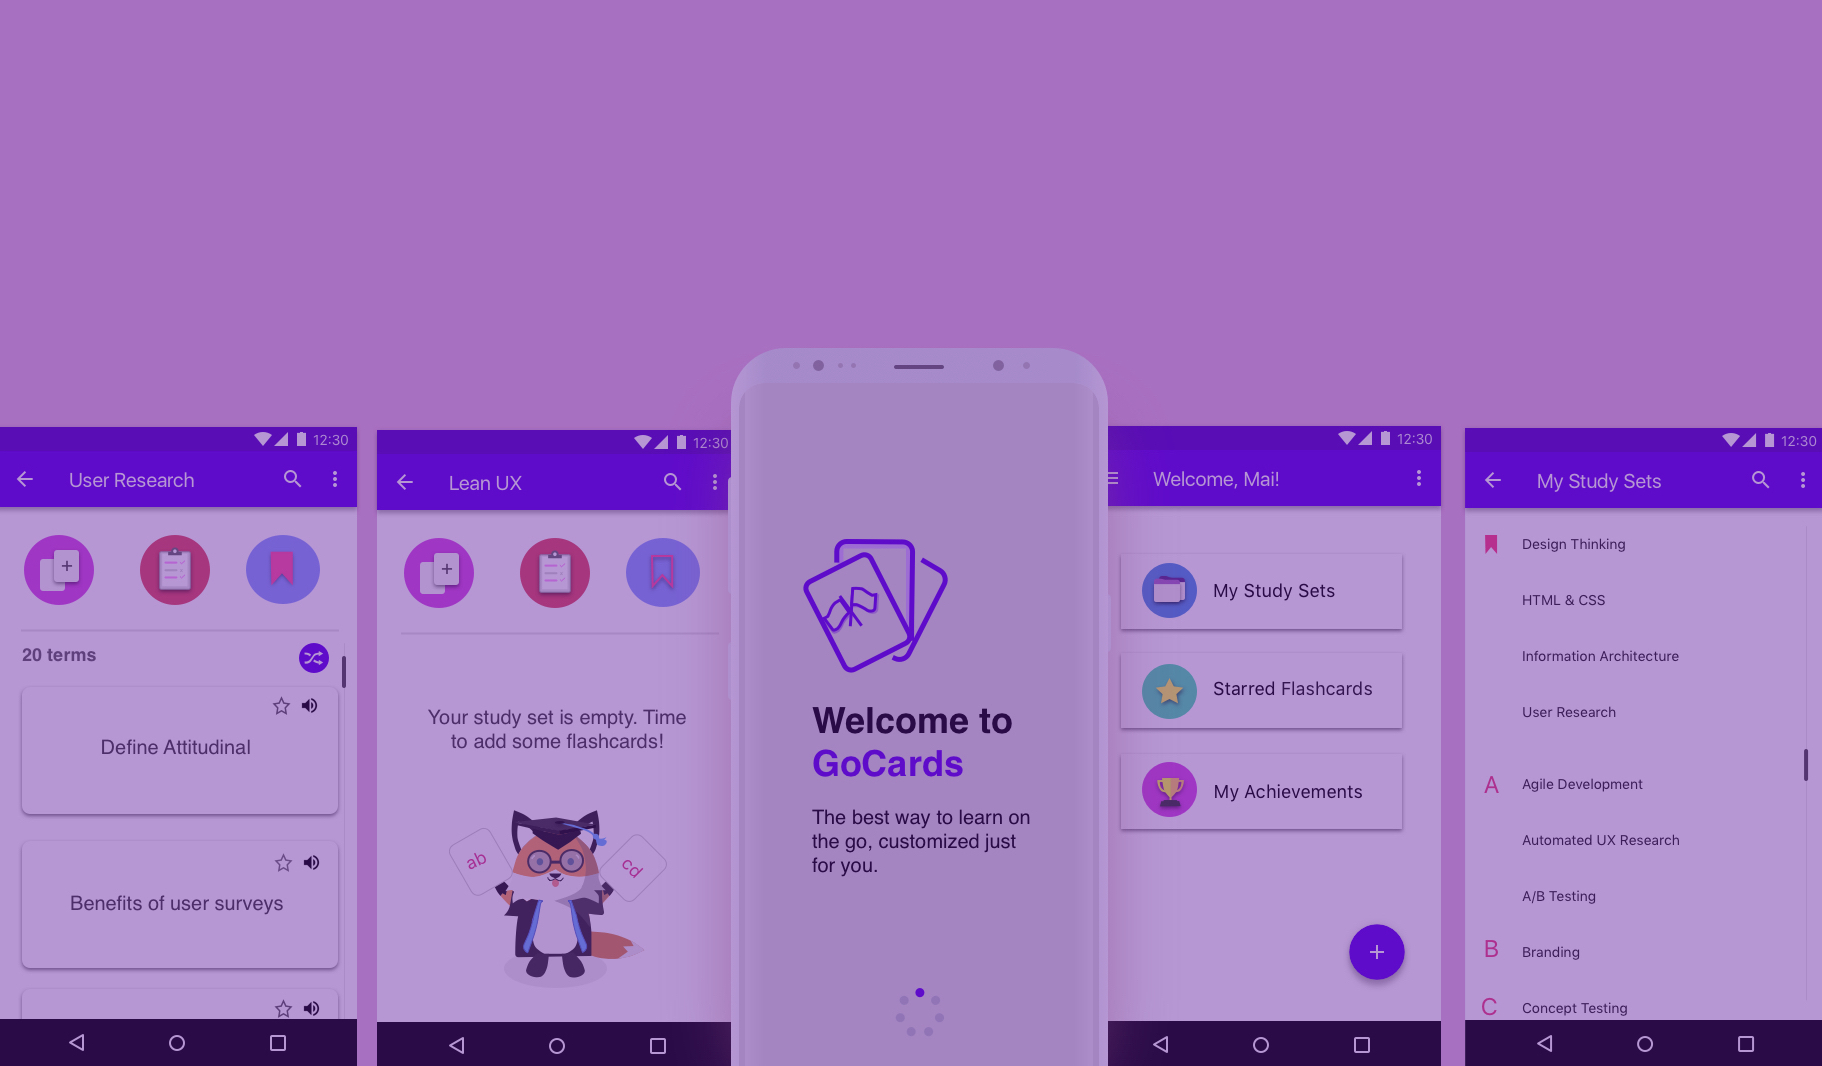 12:30
User Research
20 terms
Define Attitudinal
Benefits of user surveys
12:30
Lean UX
Your study set is empty. Time
to add some flashcards!
ab
cd
Welcome to
GoCards
The best way to learn on
the go, customized just
for you.
12:30
Welcome, Mai!
My Study Sets
Starred Flashcards
My Achievements
12:30
My Study Sets
Design Thinking
HTML & CSS
Information Architecture
User Research
A Agile Development
Automated UX Research
A/B Testing
B Branding
C Concept Testing